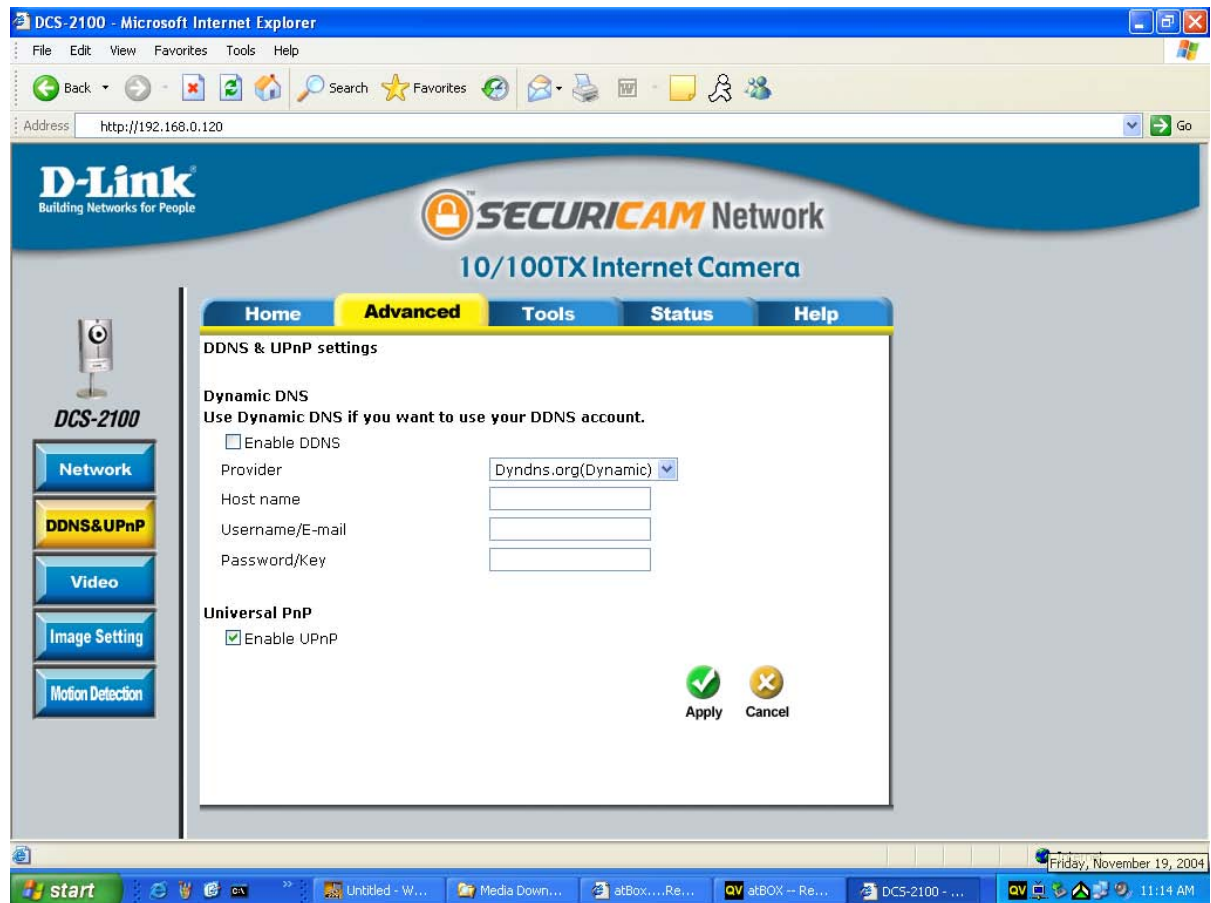 DCS-2100 - Microsoft Internet Explorer
File Edit View Favorites Tools Help
Back Search Favorites
Address http://192.168.0.120 Go
D-Link
Building Networks for People
SECURICAM Network
10/100TX Internet Camera
Home Advanced Tools Status Help
DCS-2100
Network
DDNS&UPnP
Video
Image Setting
Motion Detection
DDNS & UPnP settings
Dynamic DNS
Use Dynamic DNS if you want to use your DDNS account.
Enable DDNS
Provider Dyndns.org(Dynamic)
Host name
Username/E-mail
Password/Key
Universal PnP
Enable UPnP
Apply Cancel
Friday, November 19, 2004
start Untitled - W... Media Down... atBox....Re... atBOX -- Re... DCS-2100 - ... 11:14 AM